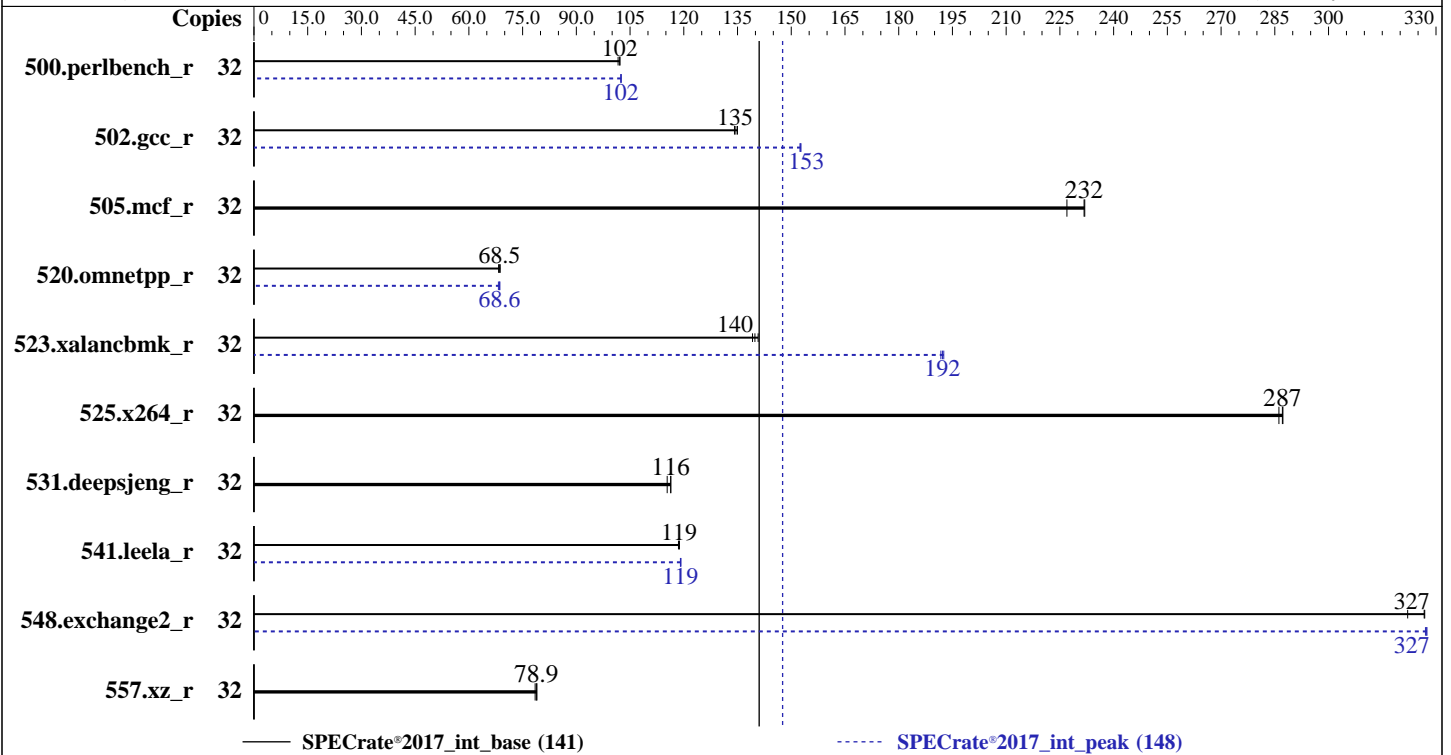 Copies 0 15.0 30.0 45.0 60.0 75.0 90.0 105 120 135 150 165 180 195 210 225 240 255 270 285 300 330
102
500.perlbench_r 32
102
135
502.gcc_r 32
153
232
505.mcf_r 32
68.5
520.omnetpp_r 32
68.6
140
523.xalancbmk_r 32
192
287
525.x264_r 32
116
531.deepsjeng_r 32
119
541.leela_r 32
119
327
548.exchange2_r 32
327
78.9
557.xz_r 32
SPECrate®2017_int_base (141) SPECrate®2017_int_peak (148)